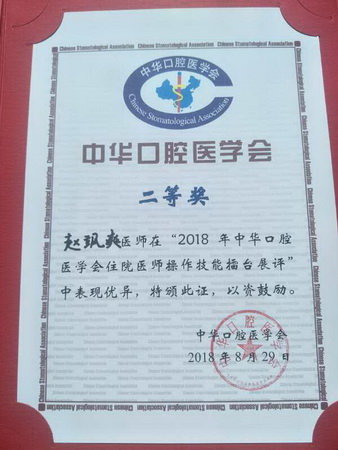 中华口腔医学会
Chinese Stomatological Association
中华口腔医学会
二等奖
赵珮爽医师在“2018 年中华口腔
医学会住院医师操作技能擂台展评”
中表现优异，特颁此证，以资鼓励。
中华口腔医学会
2018 年 8 月 29 日